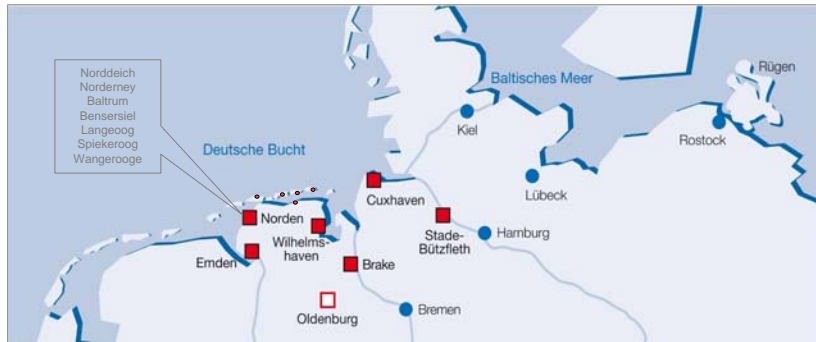 Norddeich
Norderney
Baltrum
Bensersiel
Langeoog
Spiekeroog
Wangerooge
Deutsche Bucht
Baltisches Meer
Rügen
Kiel
Rostock
Lübeck
Cuxhaven
Norden
Wilhelms-
haven
Stade-
Bützfleth
Hamburg
Emden
Brake
Oldenburg
Bremen